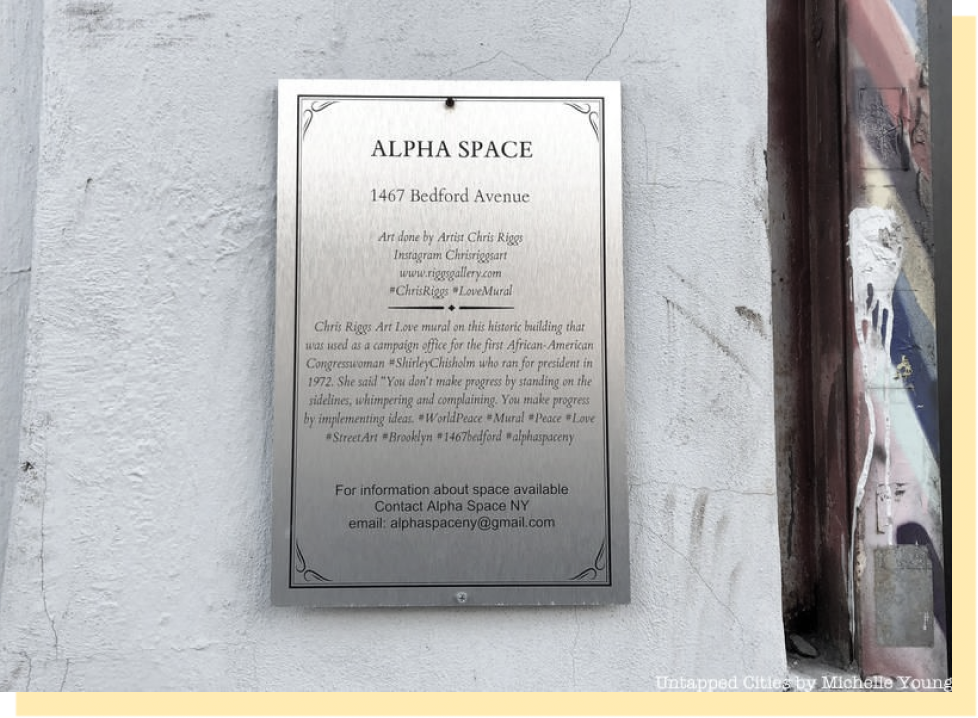 ALPHA SPACE
1467 Bedford Avenue
Art done by Artist Chris Riggs
Instagram Chrisriggsart
www.riggsgallery.com
#ChrisRiggs #LoveMural
Chris Riggs Art Love mural on this historic building that
was used as a campaign office for the first African-American
Congresswoman #ShirleyChisholm who ran for president in
1972. She said "You don't make progress by standing on the
sidelines, whimpering and complaining. You make progress
by implementing ideas. #WorldPeace #Mural #Peace #Love
#StreetArt #Brooklyn #1467bedford #alphaspaceny
For information about space available
Contact Alpha Space NY
email: alphaspaceny@gmail.com
Untapped Cities by Michelle Young